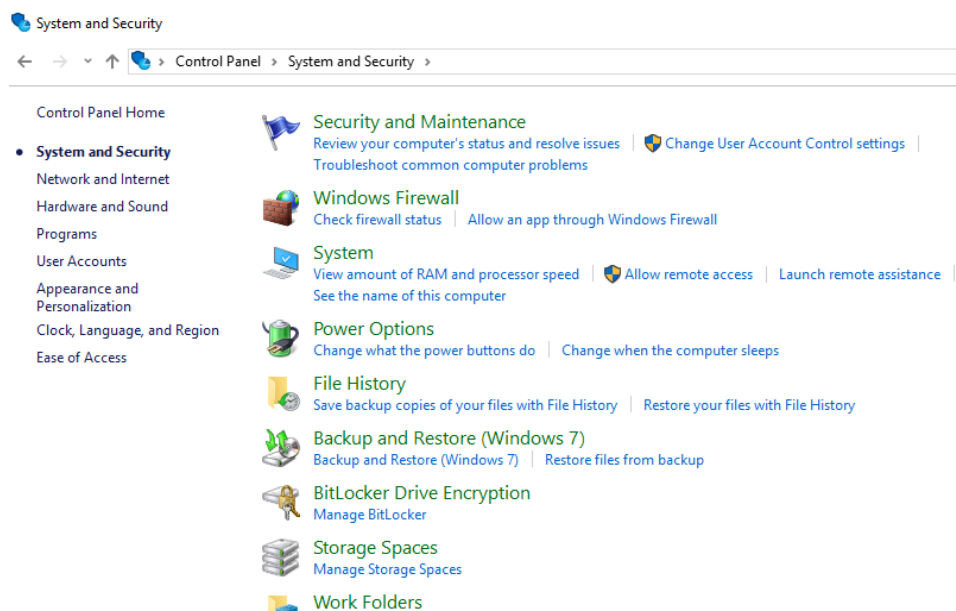 System and Security
Control Panel › System and Security ›
Control Panel Home
System and Security
Network and Internet
Hardware and Sound
Programs
User Accounts
Appearance and
Personalization
Clock, Language, and Region
Ease of Access
Security and Maintenance
Review your computer's status and resolve issues
Change User Account Control settings
Troubleshoot common computer problems
Windows Firewall
Check firewall status
Allow an app through Windows Firewall
System
View amount of RAM and processor speed
Allow remote access
Launch remote assistance
See the name of this computer
Power Options
Change what the power buttons do
Change when the computer sleeps
File History
Save backup copies of your files with File History
Restore your files with File History
Backup and Restore (Windows 7)
Backup and Restore (Windows 7)
Restore files from backup
BitLocker Drive Encryption
Manage BitLocker
Storage Spaces
Manage Storage Spaces
Work Folders